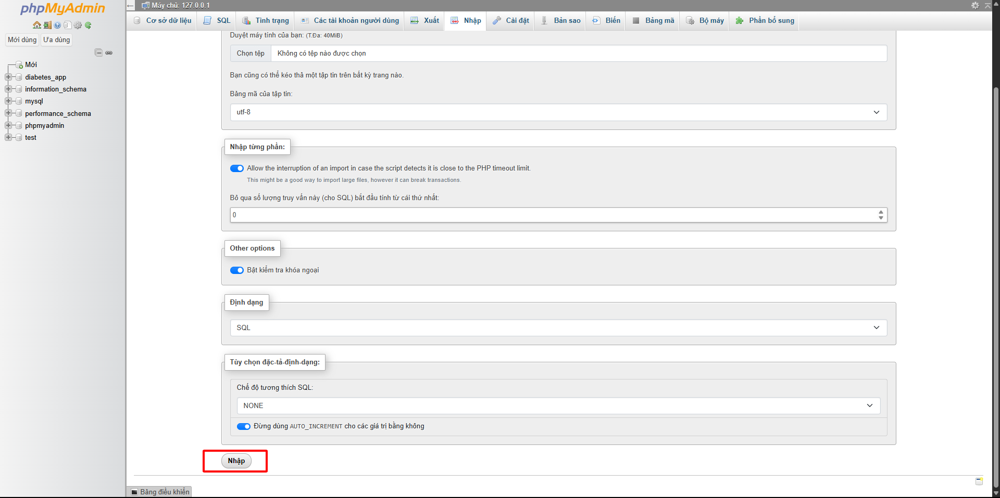 phpMyAdmin
Mới dùng Ưa dùng
Mới
diabetes_app
information_schema
mysql
performance_schema
phpmyadmin
test
Máy chủ: 127.0.0.1
Cơ sở dữ liệu SQL Tình trạng Các tài khoản người dùng Xuất Nhập Cài đặt Bản sao Biến Bảng mã Bộ máy Phần bổ sung
Duyệt máy tính của bạn: (T.Đa: 40MiB)
Chọn tệp Không có tệp nào được chọn
Bạn cũng có thể kéo thả một tập tin trên bất kỳ trang nào.
Bảng mã của tập tin:
utf-8
Nhập từng phần:
Allow the interruption of an import in case the script detects it is close to the PHP timeout limit.
This might be a good way to import large files, however it can break transactions.
Bỏ qua số lượng truy vấn này (cho SQL) bắt đầu tính từ cái thứ nhất:
0
Other options
Bật kiểm tra khóa ngoại
Định dạng
SQL
Tùy chọn đặc-tả-định-dạng:
Chế độ tương thích SQL:
NONE
Đừng dùng AUTO_INCREMENT cho các giá trị bằng không
Nhập
Bảng điều khiển